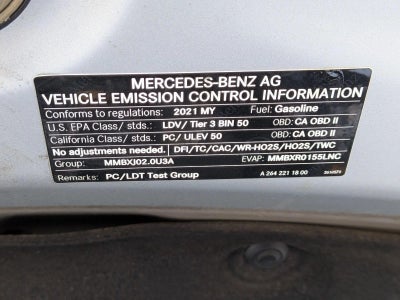 MERCEDES-BENZ AG
VEHICLE EMISSION CONTROL INFORMATION
Conforms to regulations: 2021 MY Fuel: Gasoline
U.S. EPA Class/ stds.: LDV/ Tier 3 BIN 50 OBD: CA OBD II
California Class/ stds.: PC/ ULEV 50 OBD: CA OBD II
No adjustments needed. DFI/TC/CAC/WR-HO2S/HO2S/TWC
Group: MMBXJ02.0U3A EVAP: MMBXR0155LNC
Remarks: PC/LDT Test Group A 264 221 18 00